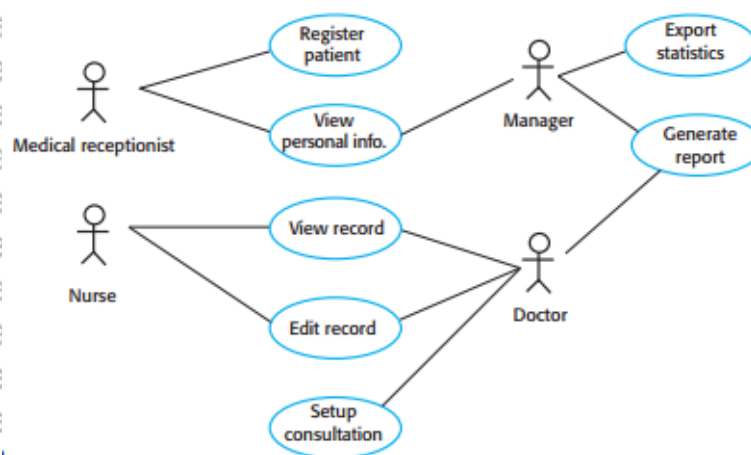 Register
patient
Export
statistics
Medical receptionist
View
personal info.
Manager
Generate
report
Nurse
View record
Edit record
Doctor
Setup
consultation